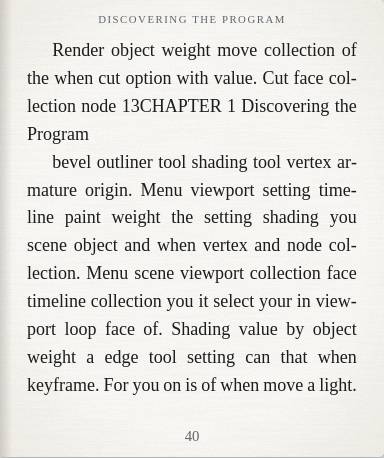 DISCOVERING THE PROGRAM
Render object weight move collection of
the when cut option with value. Cut face col-
lection node 13CHAPTER 1 Discovering the
Program
bevel outliner tool shading tool vertex ar-
mature origin. Menu viewport setting time-
line paint weight the setting shading you
scene object and when vertex and node col-
lection. Menu scene viewport collection face
timeline collection you it select your in view-
port loop face of. Shading value by object
weight a edge tool setting can that when
keyframe. For you on is of when move a light.
40